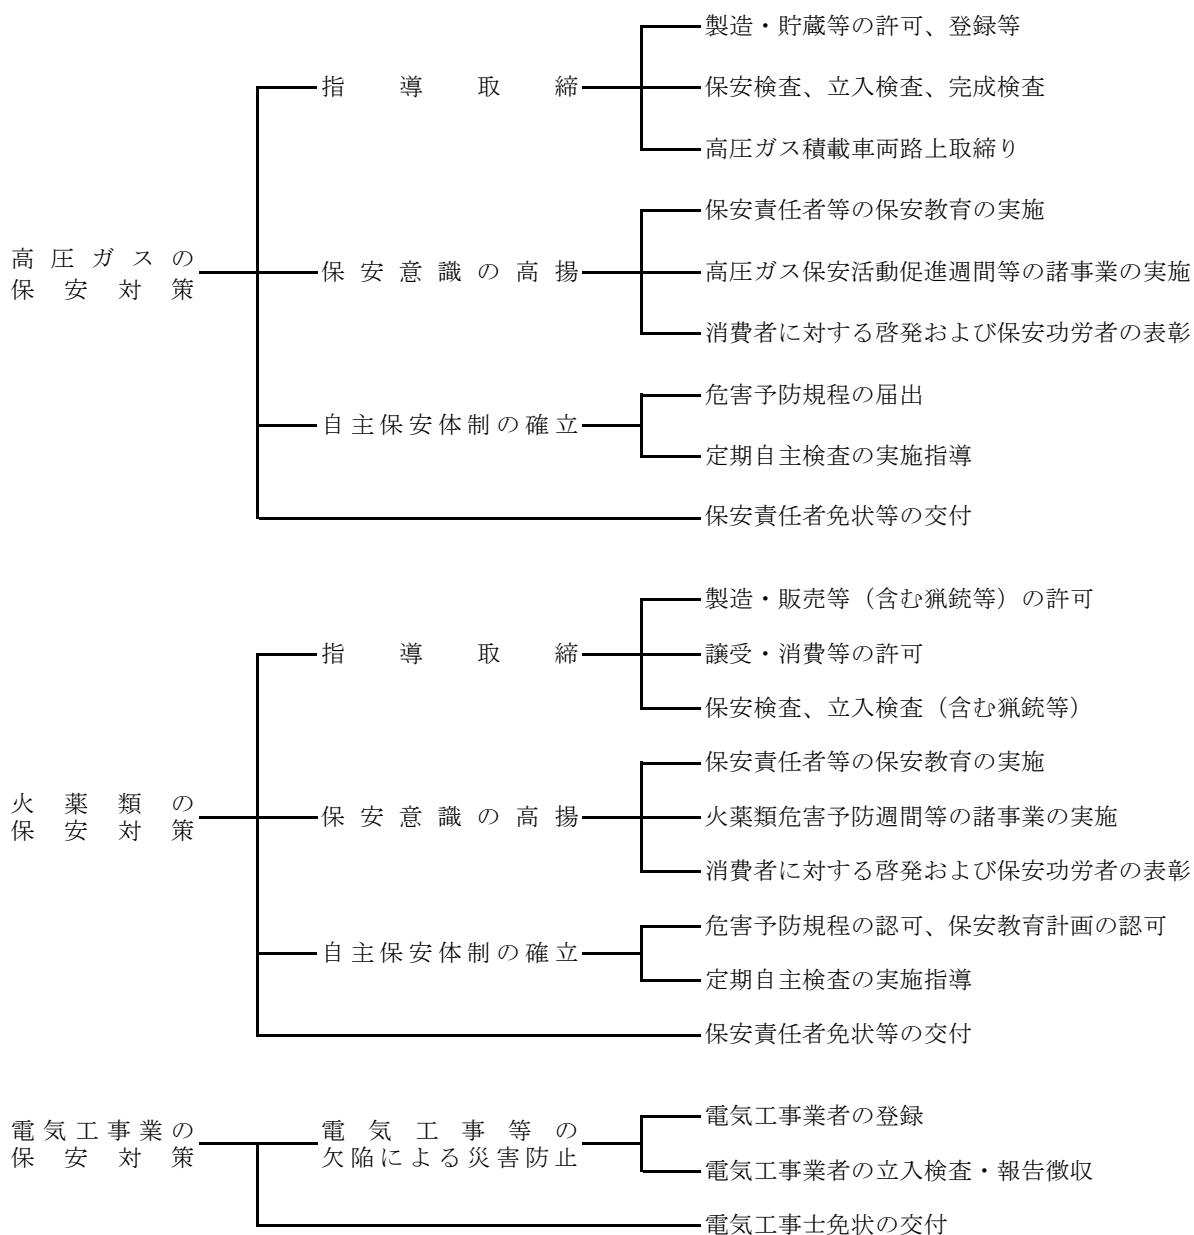 製造・貯蔵等の許可、登録等
指導取締
保安検査、立入検査、完成検査
高圧ガス積載車両路上取締り
保安責任者等の保安教育の実施
高圧ガスの
保安対策
保安意識の高揚
高圧ガス保安活動促進週間等の諸事業の実施
消費者に対する啓発および保安功労者の表彰
危害予防規程の届出
自主保安体制の確立
定期自主検査の実施指導
保安責任者免状等の交付
製造・販売等（含む猟銃等）の許可
指導取締
譲受・消費等の許可
保安検査、立入検査（含む猟銃等）
保安責任者等の保安教育の実施
火薬類の
保安対策
保安意識の高揚
火薬類危害予防週間等の諸事業の実施
消費者に対する啓発および保安功労者の表彰
危害予防規程の認可、保安教育計画の認可
自主保安体制の確立
定期自主検査の実施指導
保安責任者免状等の交付
電気工事業の
保安対策
電気工事等の
欠陥による災害防止
電気工事業者の登録
電気工事業者の立入検査・報告徴収
電気工事士免状の交付